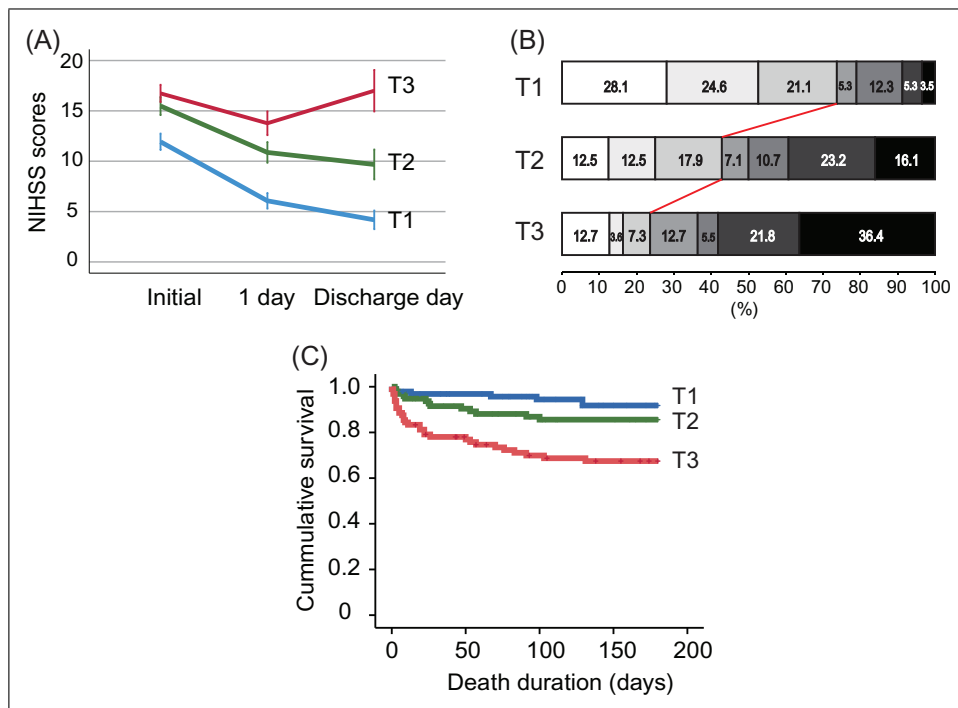 (A)
NIHSS scores
20
15
10
5
0
T3
T2
T1
Initial 1 day Discharge day
(B)
T1 28.1 24.6 21.1 5.3 12.3 5.3 3.5
T2 12.5 12.5 17.9 7.1 10.7 23.2 16.1
T3 12.7 3.6 7.3 12.7 5.5 21.8 36.4
0 10 20 30 40 50 60 70 80 90 100
(%)
(C)
Cummulative survival
1.0
0.8
0.6
0.4
0.2
0
T1
T2
T3
0 50 100 150 200
Death duration (days)